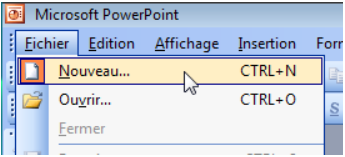 Microsoft PowerPoint
Fichier Edition Affichage Insertion
Nouveau... CTRL+N
Ouvrir... CTRL+O
Fermer